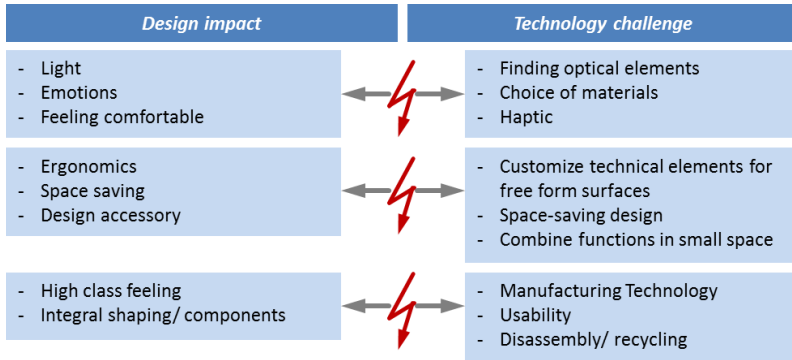 Design impact
Technology challenge
- Light
- Emotions
- Feeling comfortable
- Finding optical elements
- Choice of materials
- Haptic
- Ergonomics
- Space saving
- Design accessory
- Customize technical elements for
free form surfaces
- Space-saving design
- Combine functions in small space
- High class feeling
- Integral shaping/ components
- Manufacturing Technology
- Usability
- Disassembly/ recycling